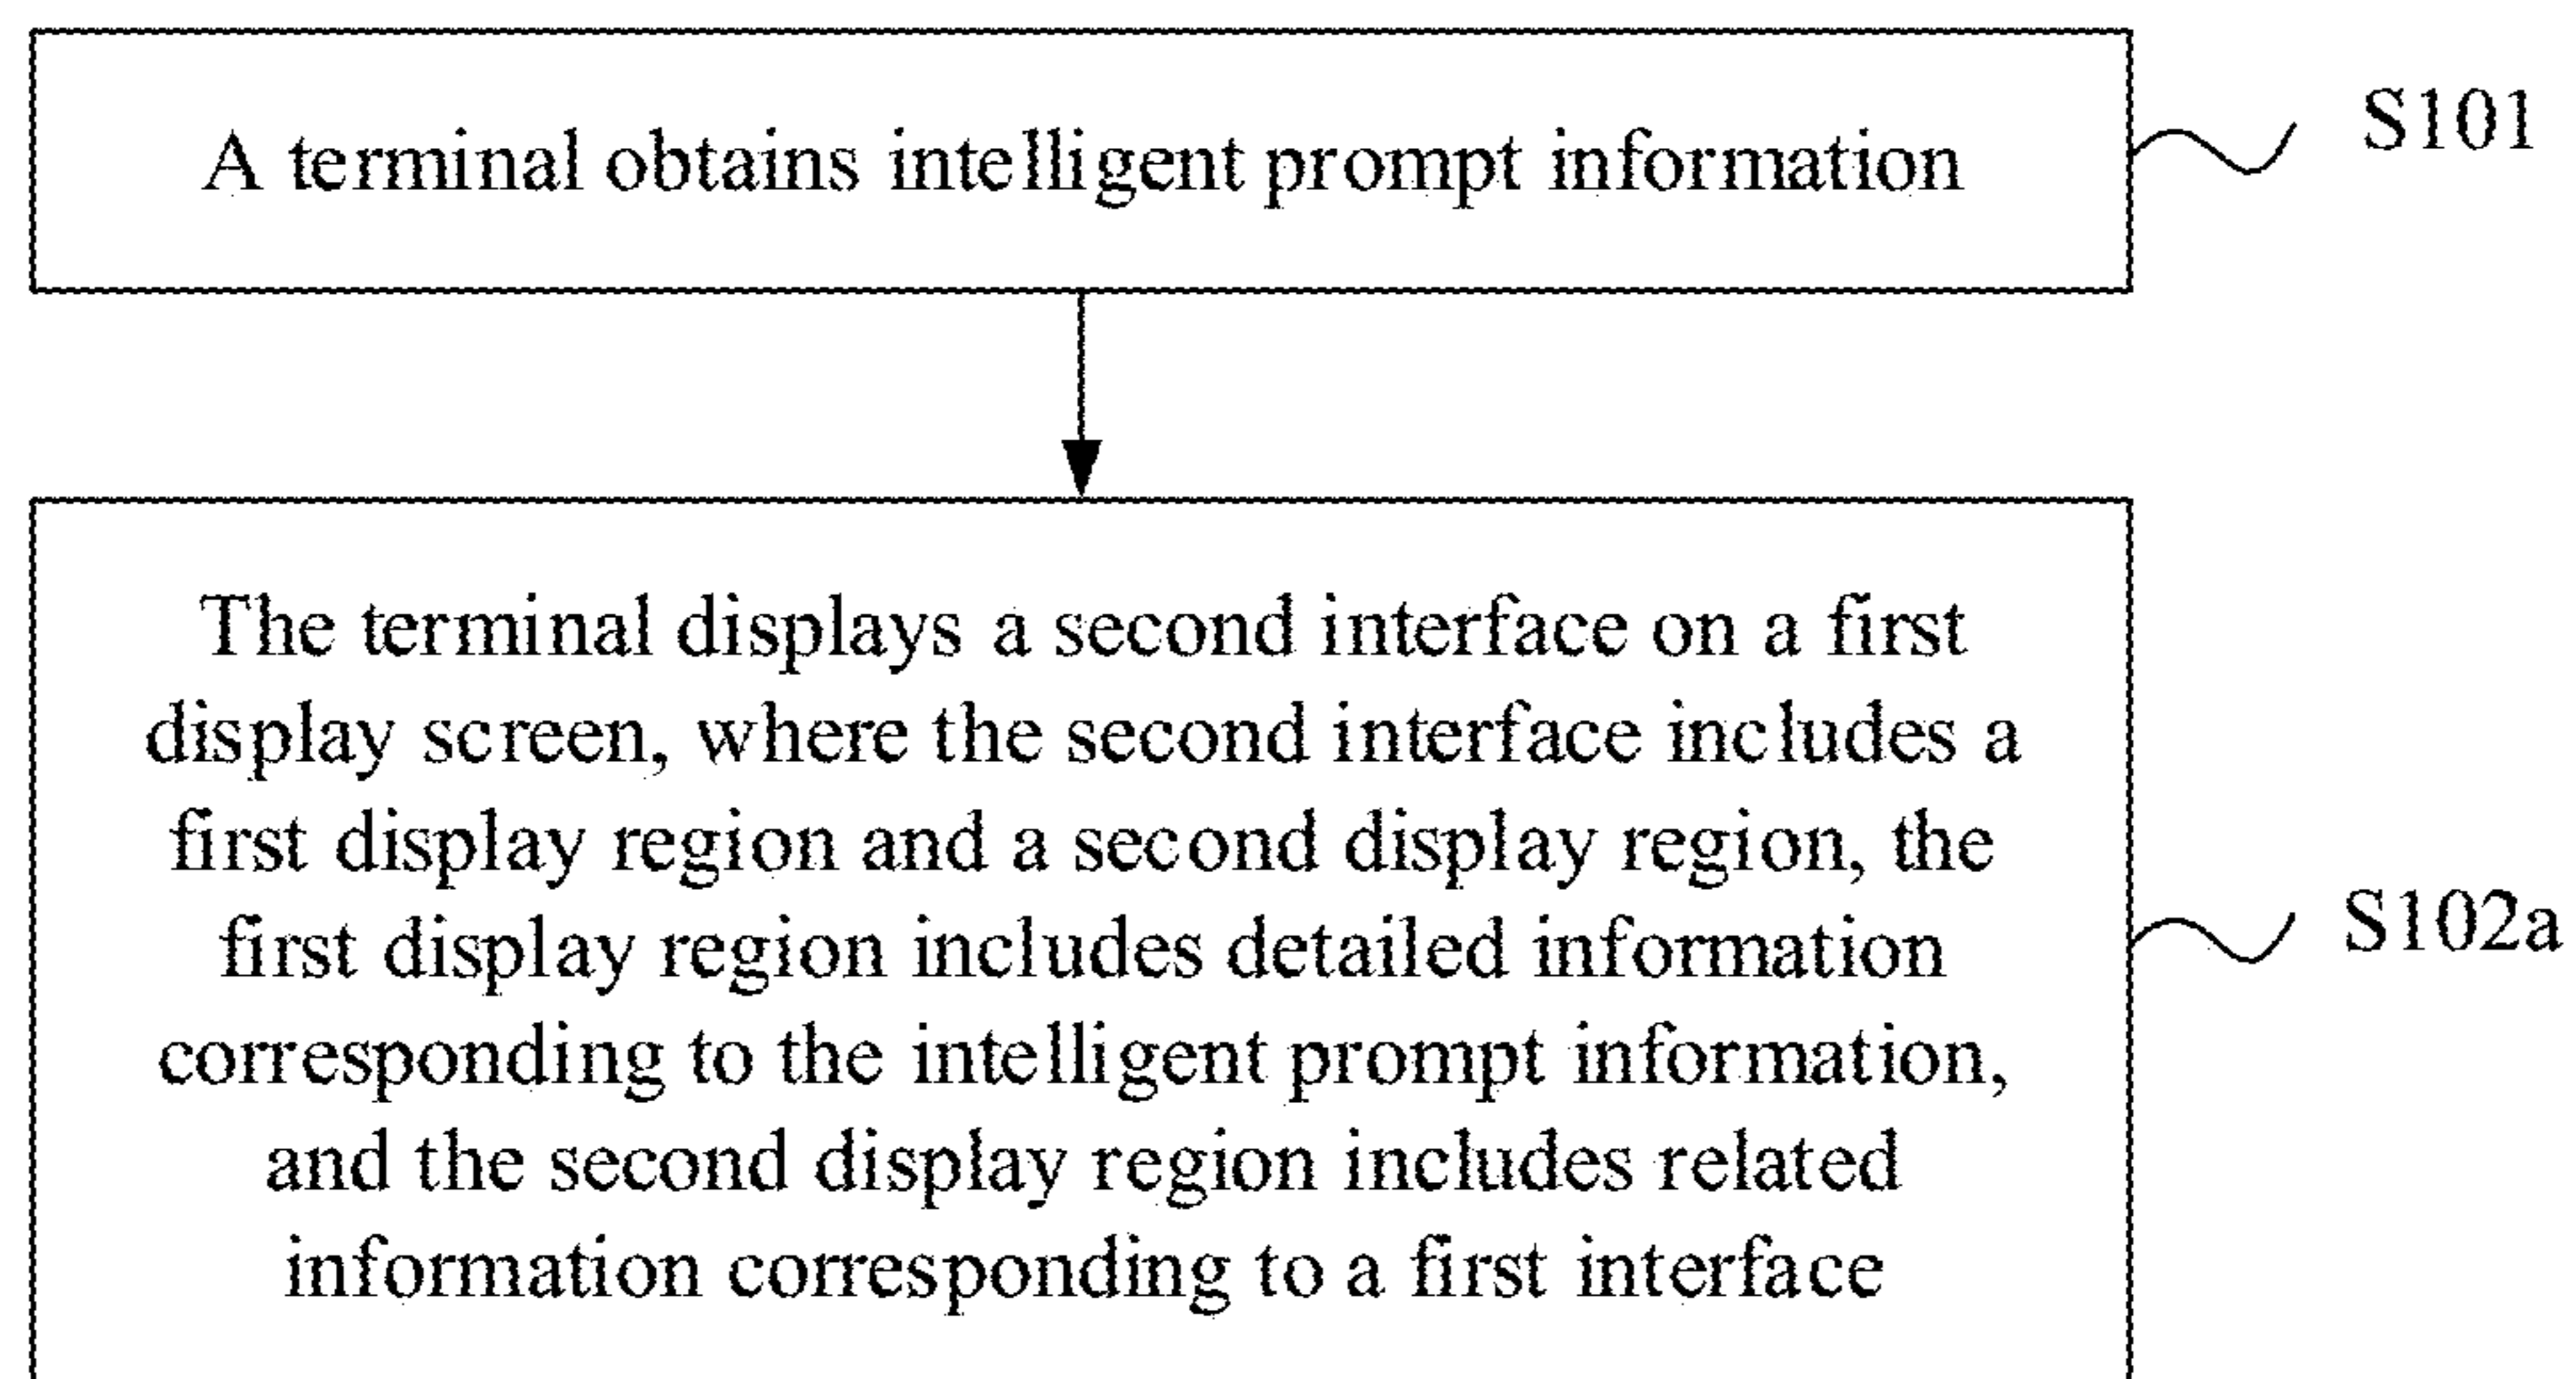 A terminal obtains intelligent prompt information
S101
The terminal displays a second interface on a first
display screen, where the second interface includes a
first display region and a second display region, the
first display region includes detailed information
corresponding to the intelligent prompt information,
and the second display region includes related
information corresponding to a first interface
S102a